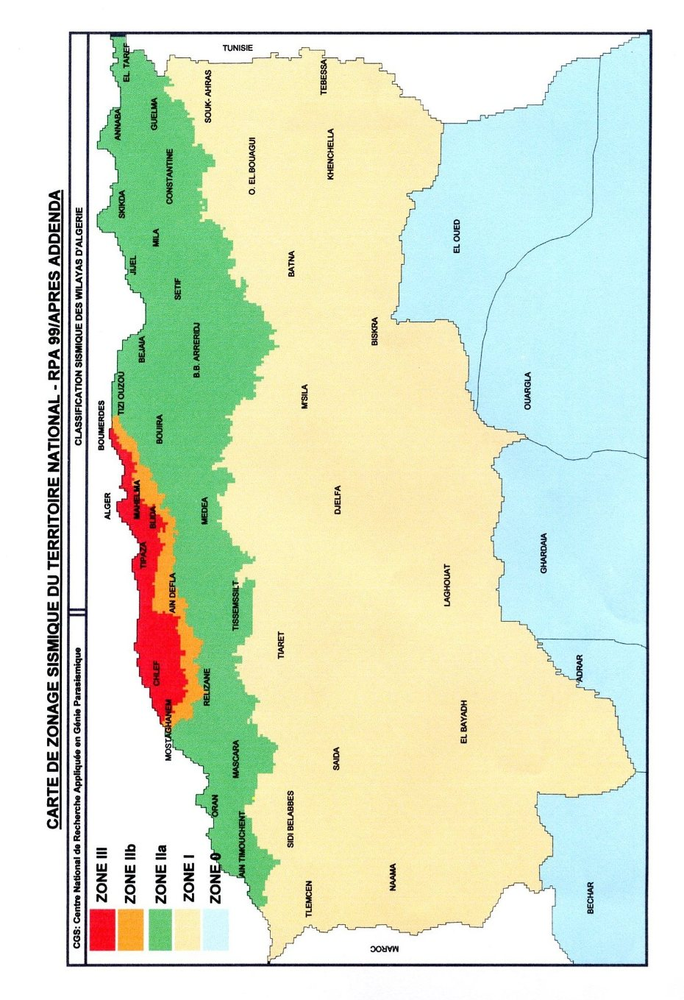 CARTE DE ZONAGE SISMIQUE DU TERRITOIRE NATIONAL - RPA 99/APRES ADDENDA
CGS: Centre National de Recherche Appliquée en Génie Parasismique
CLASSIFICATION SISMIQUE DES WILAYAS D'ALGERIE
ZONE III
ZONE IIb
ZONE IIa
ZONE I
ZONE 0
BOUMERDES
ALGER
TIZI OUZOU
BEJAIA
JIJEL
SKIKDA
ANNABA
EL TAREF
TUNISIE
MAHELMA
BLIDA
TIPAZA
AIN DEFLA
CHLEF
MOSTAGHANEM
RELIZANE
BOUIRA
B.B. ARRERIDJ
SETIF
MILA
CONSTANTINE
GUELMA
SOUK- AHRAS
MEDEA
TISSEMSSILT
MASCARA
ORAN
AIN TIMOUCHENT
O. EL.BOUAGUI
TIARET
BATNA
M'SILA
KHENCHELLA
TEBESSA
SIDI BELABBES
TLEMCEN
SAIDA
DJELFA
BISKRA
NAAMA
MAROC
LAGHOUAT
EL BAYADH
EL OUED
OUARGLA
GHARDAIA
ADRAR
BECHAR